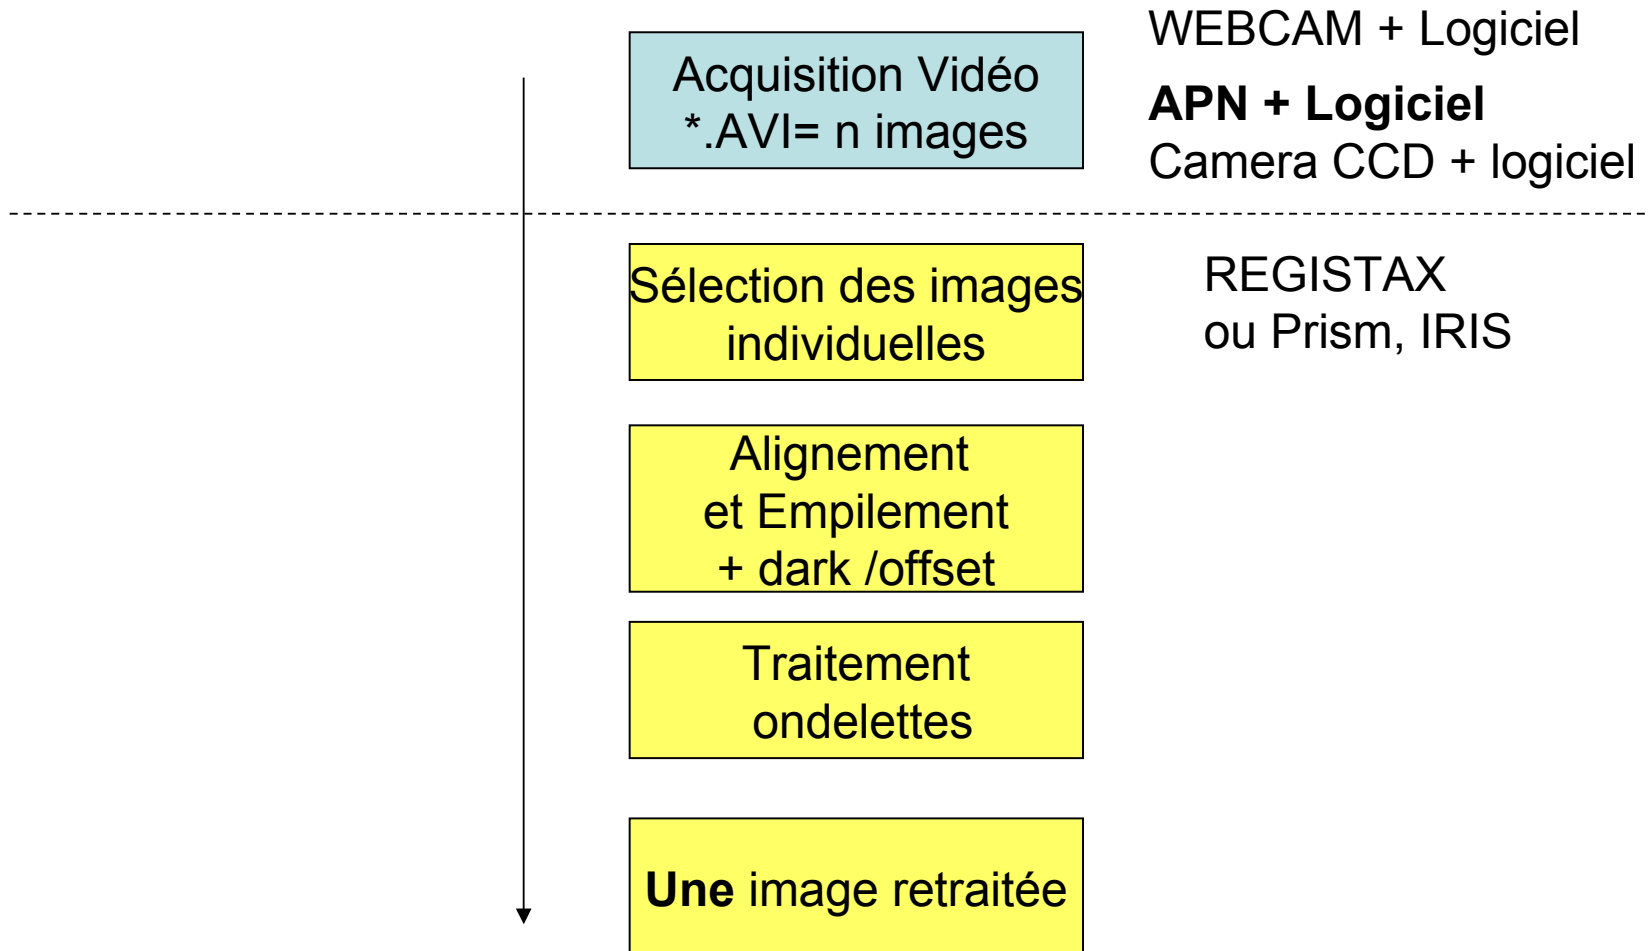 WEBCAM + Logiciel
Acquisition Vidéo
*.AVI= n images
APN + Logiciel
Camera CCD + logiciel
Sélection des images
individuelles
REGISTAX
ou Prism, IRIS
Alignement
et Empilement
+ dark /offset
Traitement
ondelettes
Une image retraitée